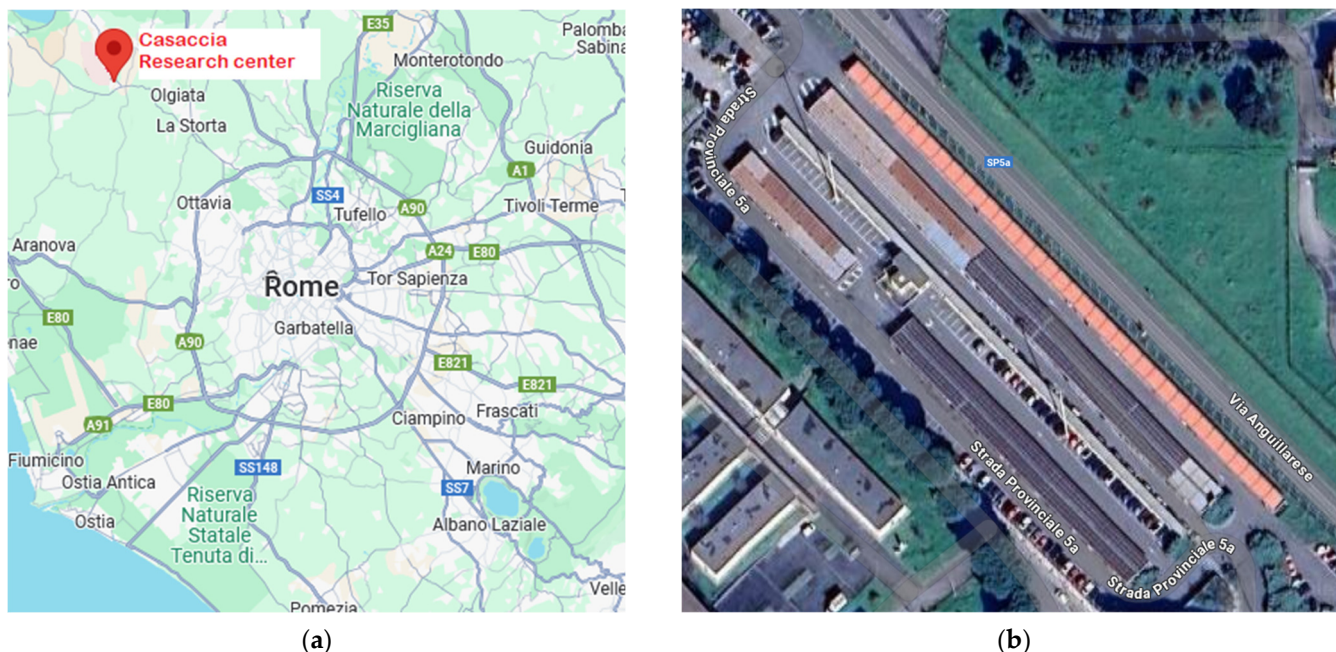 E35
Palomba
Sabina
Casaccia
Research center
Monterotondo
Olgiata
Riserva
Naturale della
Marcigliana
La Storta
Guidonia
A1
SS4
Ottavia
Tufello
A90
Tivoli Terme
Aranova
A24
E80
Rome
Tor Sapienza
E80
Garbatella
A90
enae
E821
E821
E80
Ciampino
Frascati
A91
Fiumicino
SS148
Marino
Ostia Antica
SS7
Riserva
Naturale
Statale
Tenuta di...
Ostia
Albano Laziale
Velle
Pomezia
(a)
Strada Provinciale 5a
SP5a
Via Anguillarese
Strada Provinciale 5a
Strada Provinciale 5a
(b)